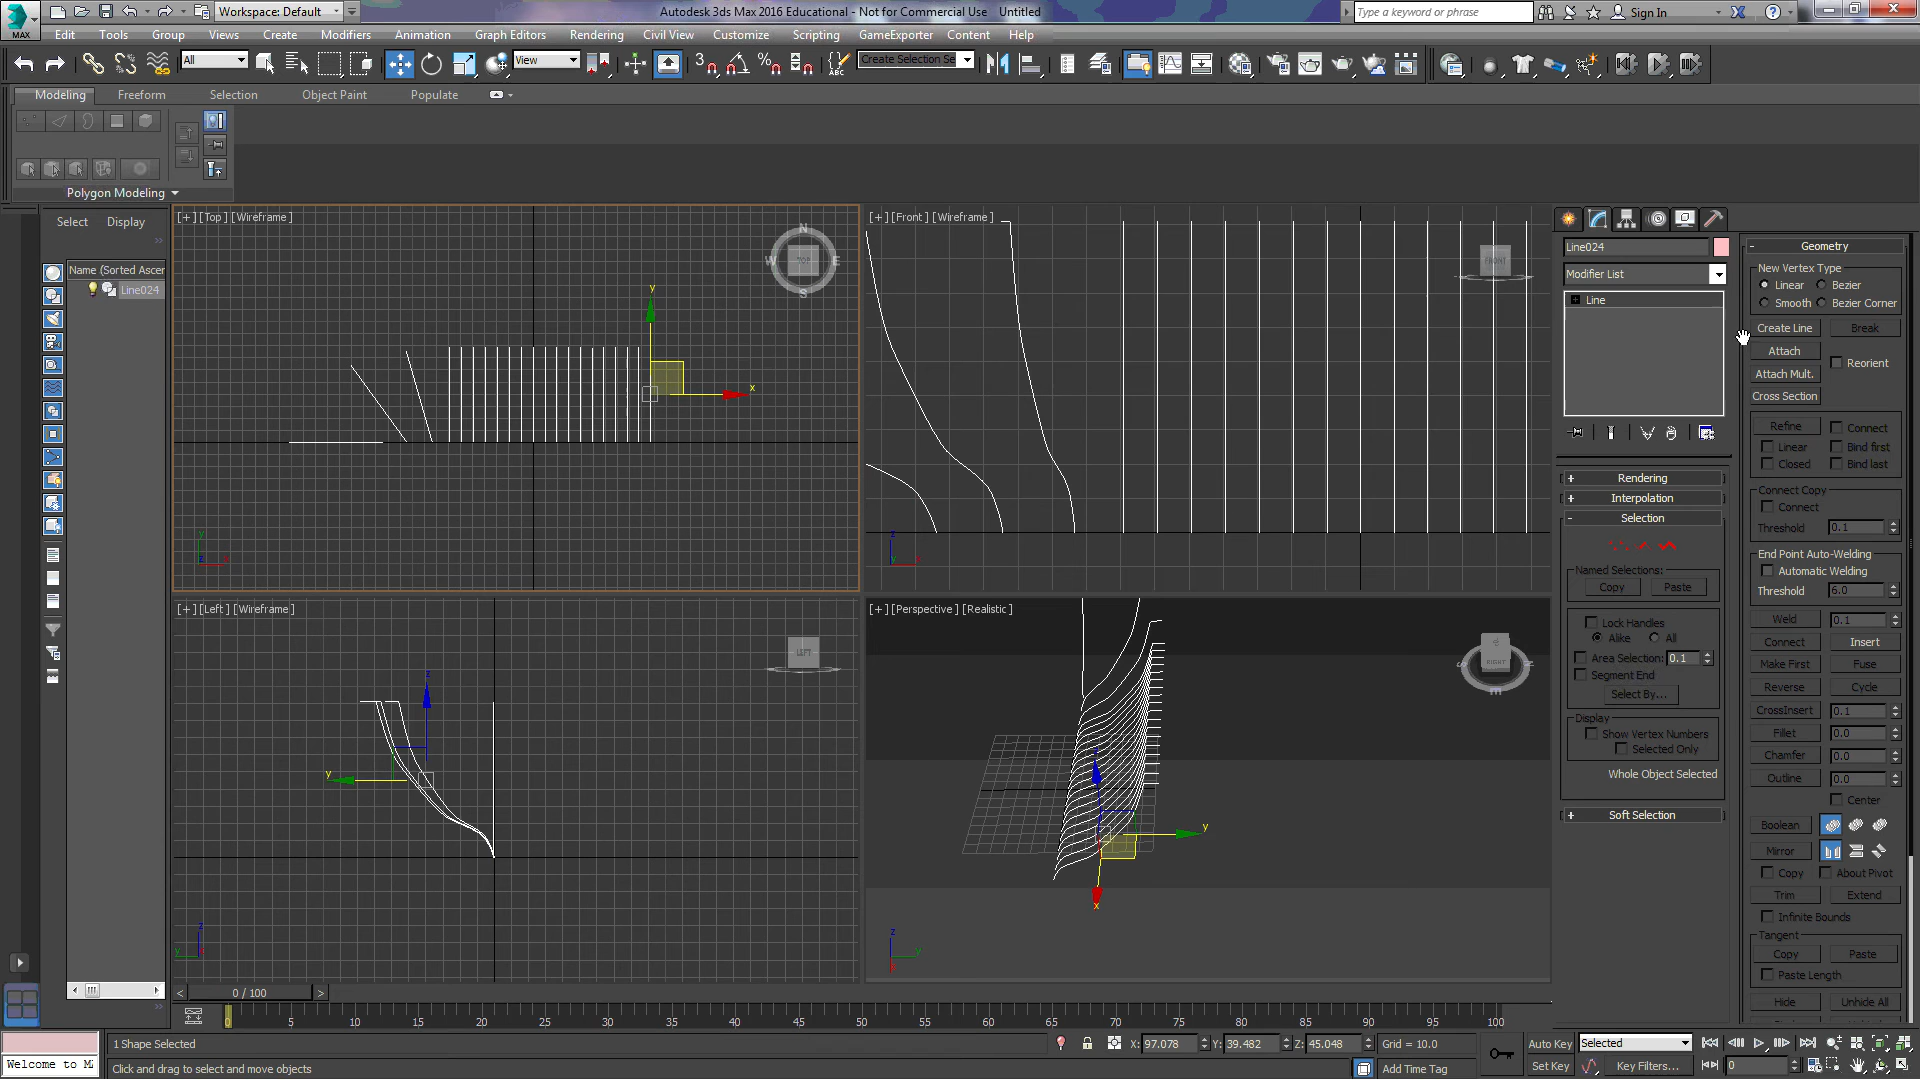 Workspace: Default
Autodesk 3ds Max 2016 Educational - Not for Commercial Use Untitled
Type a keyword or phrase
Sign In
MAX
Edit Tools Group Views Create Modifiers Animation Graph Editors Rendering Civil View Customize Scripting GameExporter Content Help
All
View
3
ABC
Create Selection Se
Modeling Freeform Selection Object Paint Populate
Polygon Modeling
Select Display
Name (Sorted Ascer
Line024
[+] [Top] [Wireframe]
N
W TOP E
S
y
x
[+] [Front] [Wireframe]
FRONT
[+] [Left] [Wireframe]
LEFT
z
y
[+] [Perspective] [Realistic]
RIGHT
y
x
Line024
Modifier List
Line
Rendering
Interpolation
Selection
Named Selections:
Copy Paste
Lock Handles
Alike All
Area Selection: 0.1
Segment End
Select By...
Display
Show Vertex Numbers
Selected Only
Whole Object Selected
Soft Selection
Geometry
New Vertex Type
Linear Bezier
Smooth Bezier Corner
Create Line Break
Attach
Reorient
Attach Mult.
Cross Section
Refine Connect
Linear Bind first
Closed Bind last
Connect Copy
Connect
Threshold 0.1
End Point Auto-Welding
Automatic Welding
Threshold 6.0
Weld 0.1
Connect Insert
Make First Fuse
Reverse Cycle
CrossInsert 0.1
Fillet 0.0
Chamfer 0.0
Outline 0.0
Center
Boolean
Mirror
Copy About Pivot
Trim Extend
Infinite Bounds
Tangent
Copy Paste
Paste Length
Hide Unhide All
0 / 100
0 5 10 15 20 25 30 35 40 45 50 55 60 65 70 75 80 85 90 95 100
1 Shape Selected
X: 97.078 Y: 39.482 Z: 45.048 Grid = 10.0
Auto Key Selected
Welcome to M
Click and drag to select and move objects
Add Time Tag
Set Key Key Filters... 0